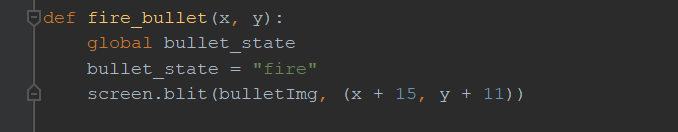 def fire_bullet(x, y):
    global bullet_state
    bullet_state = "fire"
    screen.blit(bulletImg, (x + 15, y + 11))